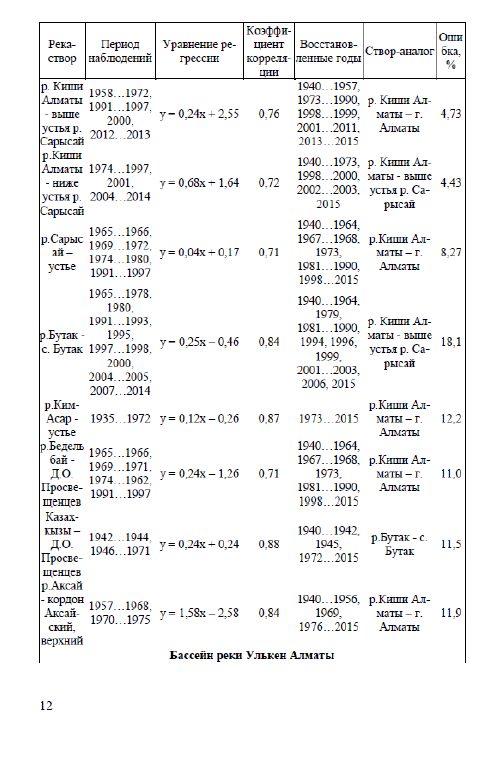 Река-створ | Период наблюдений | Уравнение ре-грессии | Коэффи-циент корреля-ции | Восстанов-ленные годы | Створ-аналог | Оши бка, %
р. Киши Алматы - выше устья р. Сарысай | 1958…1972, 1991…1997, 2000, 2012…2013 | y = 0,24x + 2,55 | 0,76 | 1940…1957, 1973…1990, 1998…1999, 2001…2011, 2013…2015 | р. Киши Ал-маты – г. Алматы | 4,73
р.Киши Алматы - ниже устья р. Сарысай | 1974…1997, 2001, 2004…2014 | y = 0,68x + 1,64 | 0,72 | 1940…1973, 1998…2000, 2002…2003, 2015 | р. Киши Ал-маты - выше устья р. Са-рысай | 4,43
р.Сарыс ай – устье | 1965…1966, 1969…1972, 1974…1980, 1991…1997 | y = 0,04x + 0,17 | 0,71 | 1940…1964, 1967…1968, 1973, 1981…1990, 1998…2015 | р.Киши Ал-маты – г. Алматы | 8,27
р.Бутак - с. Бутак | 1965…1978, 1980, 1991…1993, 1995, 1997…1998, 2000, 2004…2005, 2007…2014 | y = 0,25x – 0,46 | 0,84 | 1940…1964, 1979, 1981…1990, 1994, 1996, 1999, 2001…2003, 2006, 2015 | р. Киши Ал-маты - выше устья р. Са-рысай | 18,1
р.Ким-Асар - устье | 1935…1972 | y = 0,12x – 0,26 | 0,87 | 1973…2015 | р.Киши Ал-маты – г. Алматы | 12,2
р.Бедель бай - Д.О. Просве-щенцев | 1965…1966, 1969…1971, 1974…1962, 1991…1997 | y = 0,24x – 1,26 | 0,71 | 1940…1964, 1967…1968, 1973, 1981…1990, 1998…2015 | р.Киши Ал-маты – г. Алматы | 11,0
Казах-кызы – Д.О. Просве-щенцев | 1942…1944, 1946…1971 | y = 0,24x + 0,24 | 0,88 | 1940…1942, 1945, 1972…2015 | р.Бутак - с. Бутак | 11,5
р.Аксай - кордон Аксай-ский, верхний | 1957…1968, 1970…1975 | y = 1,58x – 2,58 | 0,84 | 1940…1956, 1969, 1976…2015 | р.Киши Ал-маты – г. Алматы | 11,9
Бассейн реки Улькен Алматы
12